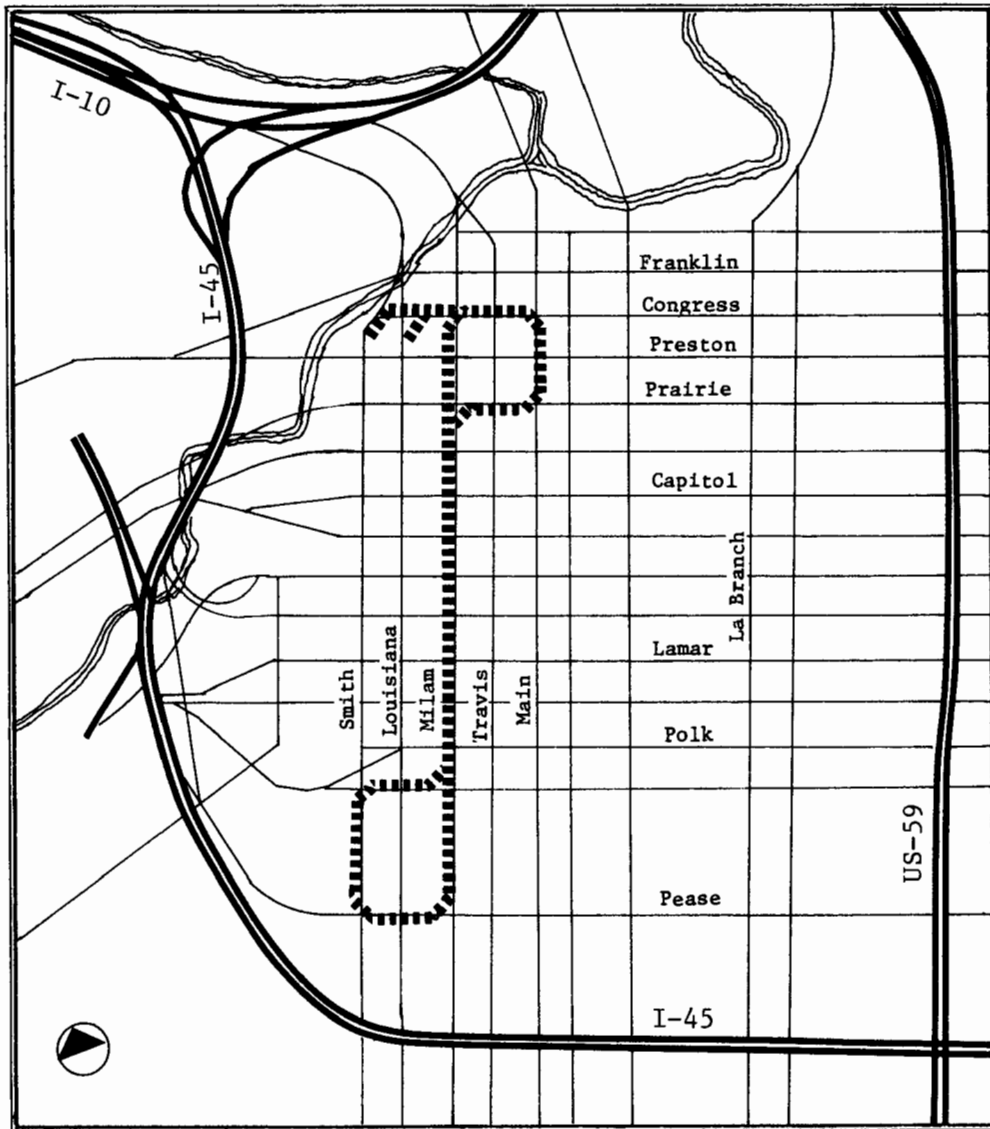 I-10
I-45
Franklin
Congress
Preston
Prairie
Capitol
La Branch
Lamar
Smith
Louisiana
Milam
Travis
Main
Polk
US-59
Pease
I-45